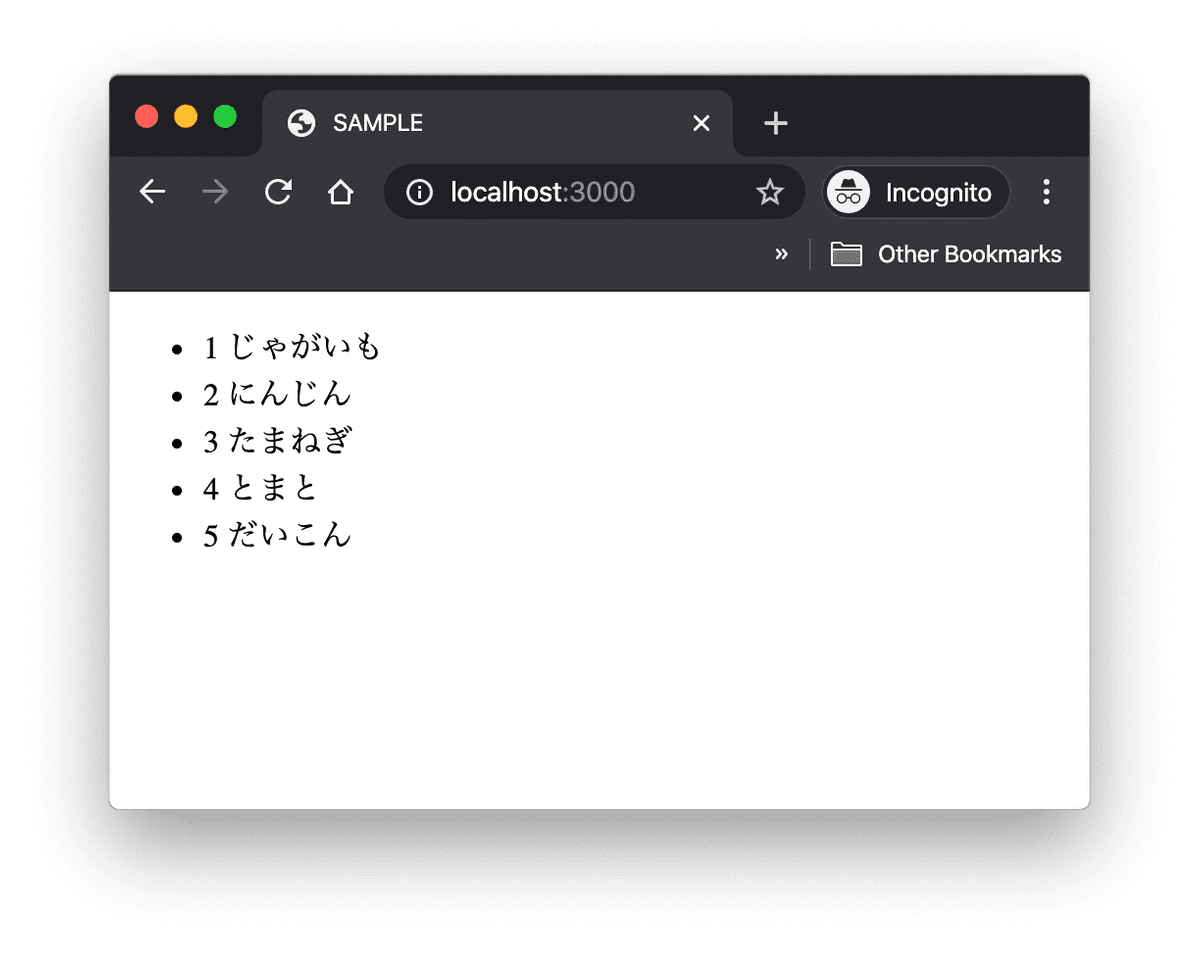 SAMPLE
localhost:3000
Incognito
» Other Bookmarks
• 1 じゃがいも
• 2 にんじん
• 3 たまねぎ
• 4 とまと
• 5 だいこん